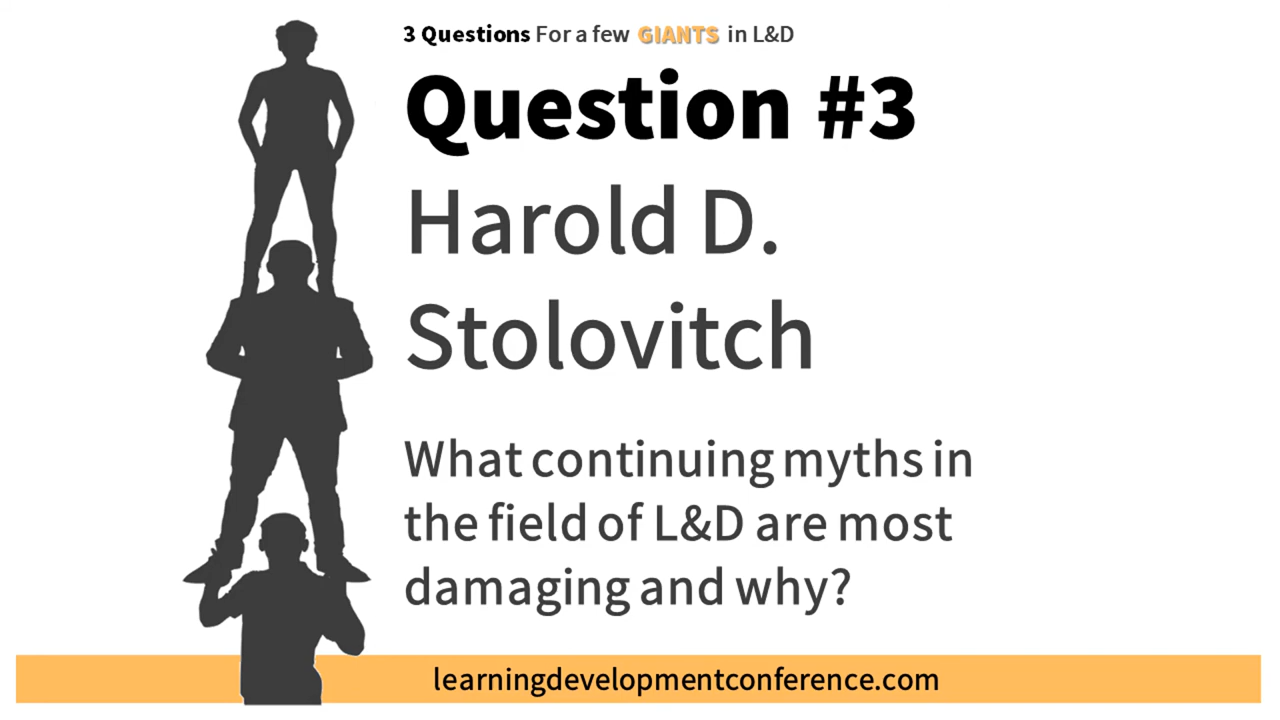 3 Questions For a few GIANTS in L&D
Question #3
Harold D.
Stolovitch
What continuing myths in
the field of L&D are most
damaging and why?
learningdevelopmentconference.com